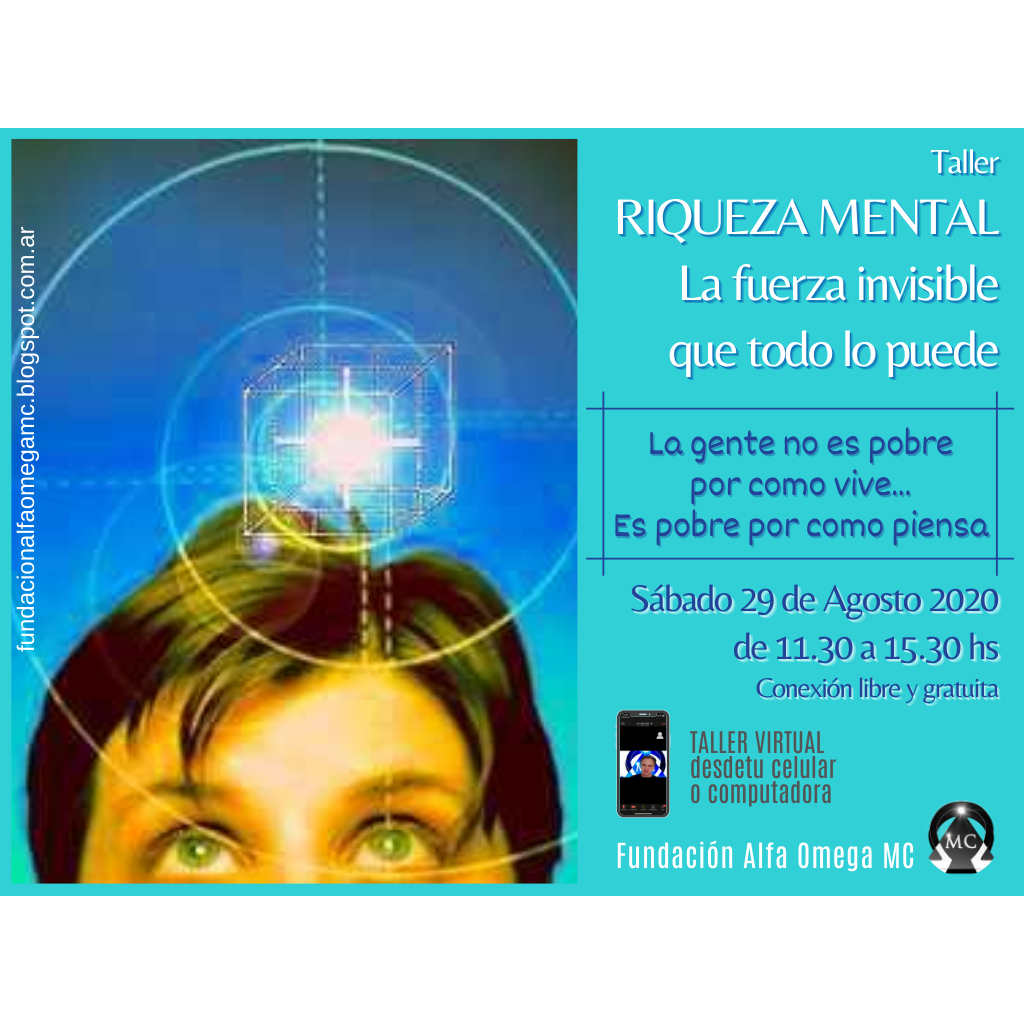 fundacionalfaomegamc.blogspot.com.ar
Taller
RIQUEZA MENTAL
La fuerza invisible
que todo lo puede
La gente no es pobre
por como vive...
Es pobre por como piensa
Sábado 29 de Agosto 2020
de 11.30 a 15.30 hs
Conexión libre y gratuita
TALLER VIRTUAL
desdetu celular
o computadora
Fundación Alfa Omega MC
MC